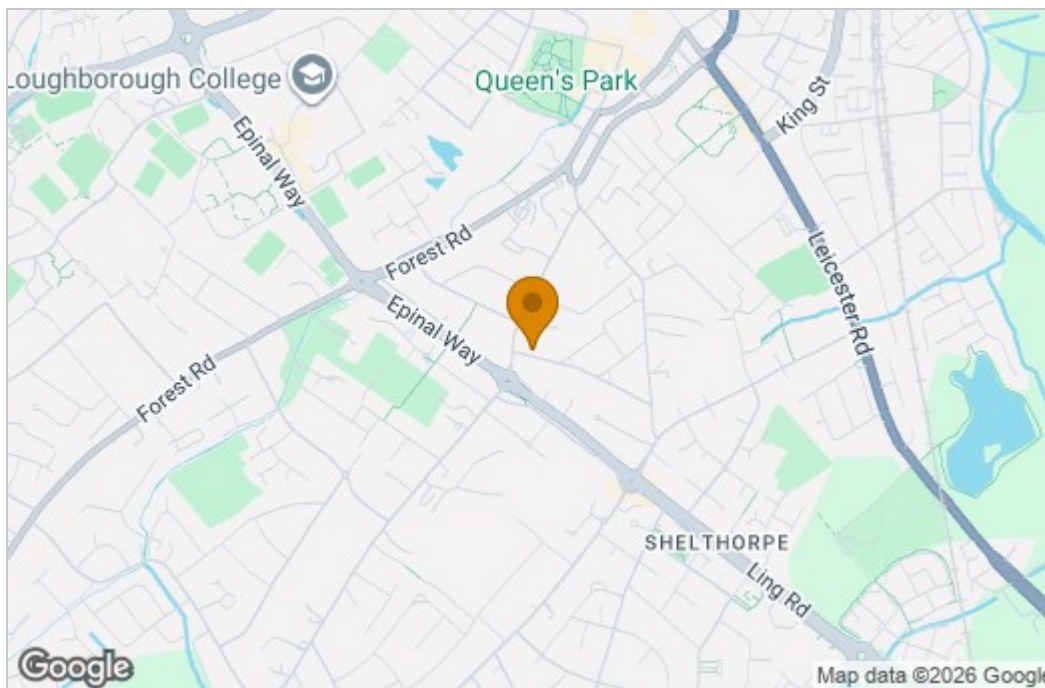 Loughborough College
Queen's Park
King St
Epinal Way
Forest Rd
Leicester Rd
Epinal Way
Forest Rd
SHELTHORPE
Ling Rd
Google
Map data ©2026 Google